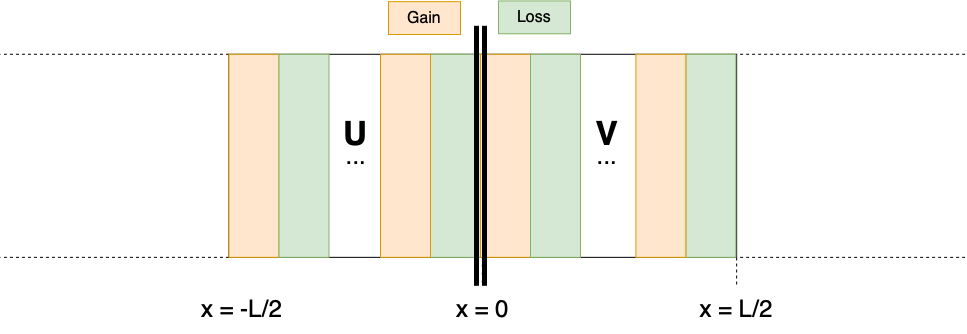 Gain
Loss
U
...
V
...
x = -L/2
x = 0
x = L/2